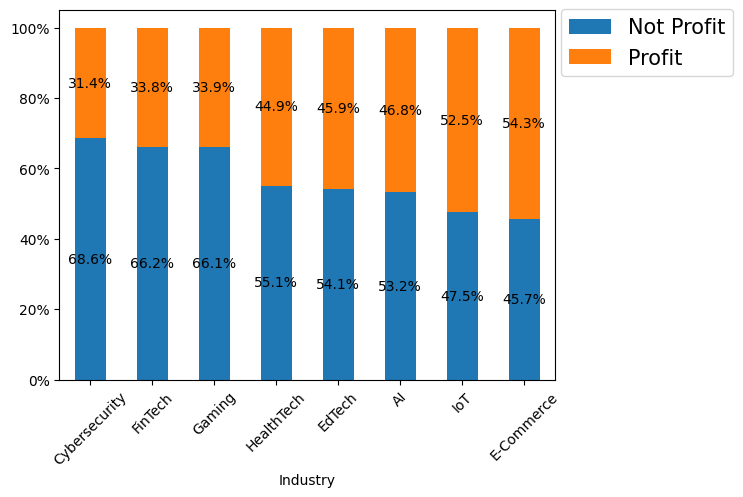 Not Profit
Profit
100%
80%
60%
40%
20%
0%
31.4% 33.8% 33.9% 44.9% 45.9% 46.8% 52.5% 54.3%
68.6% 66.2% 66.1% 55.1% 54.1% 53.2% 47.5% 45.7%
Cybersecurity FinTech Gaming HealthTech EdTech AI IoT E-Commerce
Industry